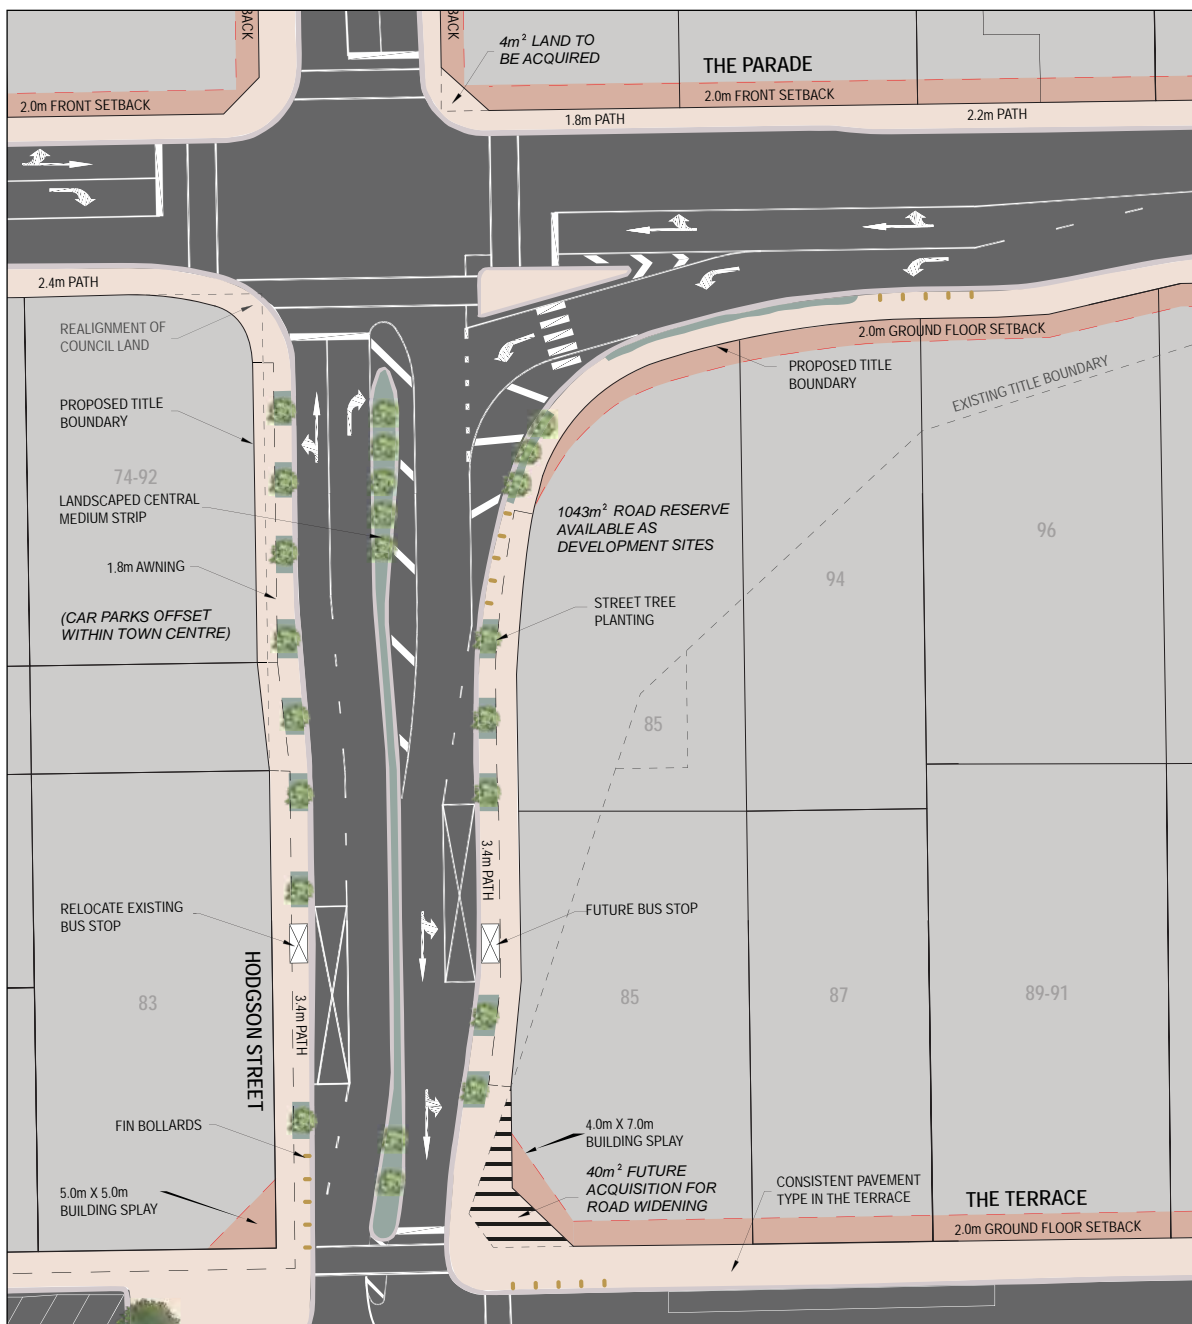 BACK
BACK
4m² LAND TO
BE ACQUIRED
THE PARADE
2.0m FRONT SETBACK
2.0m FRONT SETBACK
1.8m PATH
2.2m PATH
2.4m PATH
REALIGNMENT OF
COUNCIL LAND
2.0m GROUND FLOOR SETBACK
PROPOSED TITLE
BOUNDARY
EXISTING TITLE BOUNDARY
PROPOSED TITLE
BOUNDARY
74-92
LANDSCAPED CENTRAL
MEDIUM STRIP
1043m² ROAD RESERVE
AVAILABLE AS
DEVELOPMENT SITES
96
94
1.8m AWNING
(CAR PARKS OFFSET
WITHIN TOWN CENTRE)
STREET TREE
PLANTING
85
3.4m PATH
RELOCATE EXISTING
BUS STOP
FUTURE BUS STOP
HODGSON STREET
83
3.4m PATH
85
87
89-91
FIN BOLLARDS
4.0m X 7.0m
BUILDING SPLAY
40m² FUTURE
ACQUISITION FOR
ROAD WIDENING
5.0m X 5.0m
BUILDING SPLAY
CONSISTENT PAVEMENT
TYPE IN THE TERRACE
THE TERRACE
2.0m GROUND FLOOR SETBACK